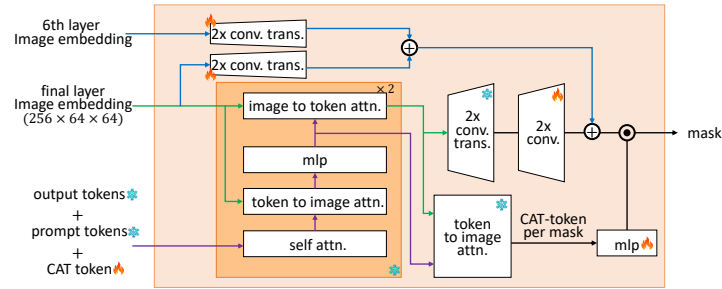 6th layer
Image embedding
2x conv. trans.
2x conv. trans.
final layer
Image embedding
(256 × 64 × 64)
× 2
image to token attn.
mlp
token to image attn.
self attn.
output tokens
+
prompt tokens
+
CAT token
2x
conv.
trans.
2x
conv.
mask
token
to image
attn.
CAT-token
per mask
mlp